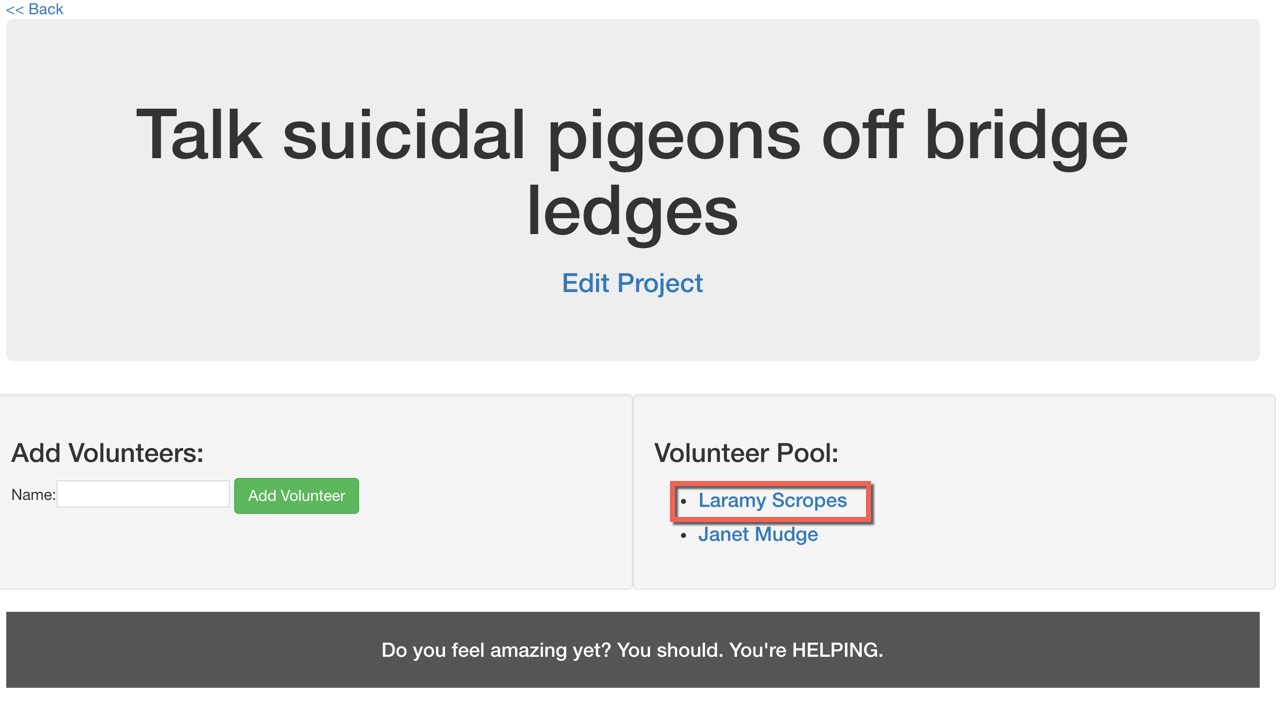 << Back
Talk suicidal pigeons off bridge
ledges
Edit Project
Add Volunteers:
Name:
Add Volunteer
Volunteer Pool:
Laramy Scropes
Janet Mudge
Do you feel amazing yet? You should. You're HELPING.